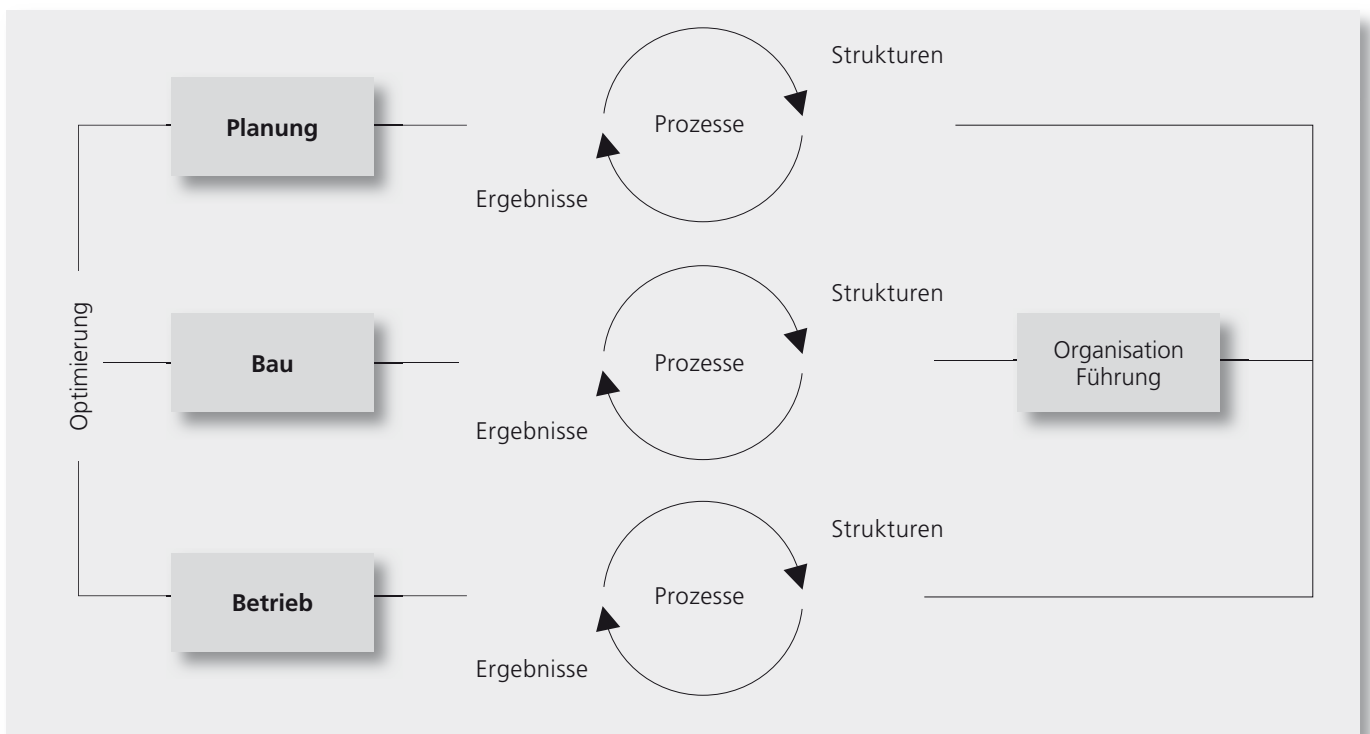 Strukturen
Planung
Prozesse
Ergebnisse
Optimierung
Strukturen
Bau
Prozesse
Organisation
Führung
Ergebnisse
Strukturen
Betrieb
Prozesse
Ergebnisse